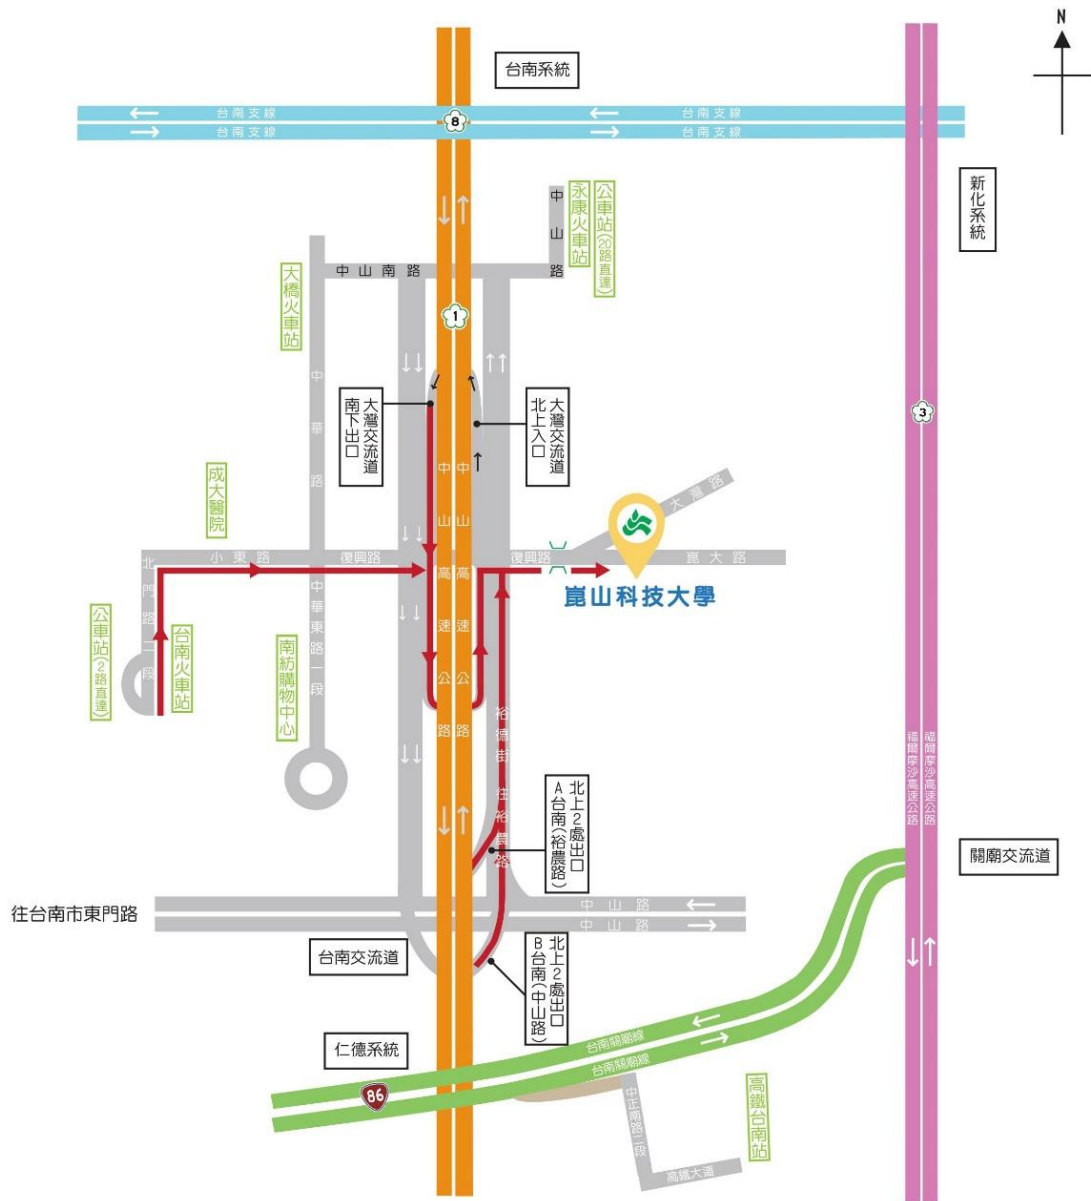 N
台南系統
台南支線
台南支線
台南支線
台南支線
8
新化系統
中山路
永康火車站
公車站(20路直達)
中山南路
大橋火車站
1
3
大灣交流道
南下出口
大灣交流道
北上入口
中華路
中山高速公路
中山高速公路
成大醫院
大灣路
小東路
復興路
復興路
崑大路
崑山科技大學
北門路二段
公車站(2路直達)
台南火車站
中華東路一段
南紡購物中心
裕德街
往裕農路
福爾摩沙高速公路
福爾摩沙高速公路
北上2處出口
A台南(裕農路)
關廟交流道
往台南市東門路
中山路
中山路
台南交流道
北上2處出口
B台南(中山路)
仁德系統
台南關廟線
台南關廟線
86
中正南路二段
高鐵台南站
高鐵大道